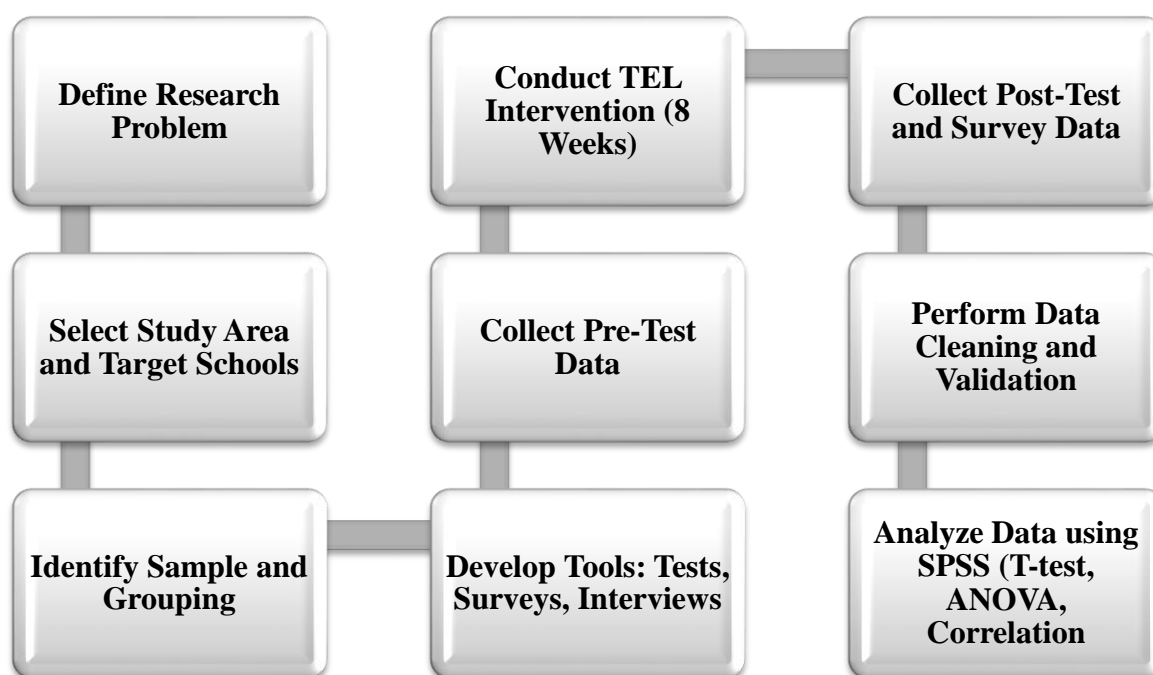 Define Research
Problem
Select Study Area
and Target Schools
Identify Sample and
Grouping
Develop Tools: Tests,
Surveys, Interviews
Collect Pre-Test
Data
Conduct TEL
Intervention (8
Weeks)
Collect Post-Test
and Survey Data
Perform Data
Cleaning and
Validation
Analyze Data using
SPSS (T-test,
ANOVA,
Correlation